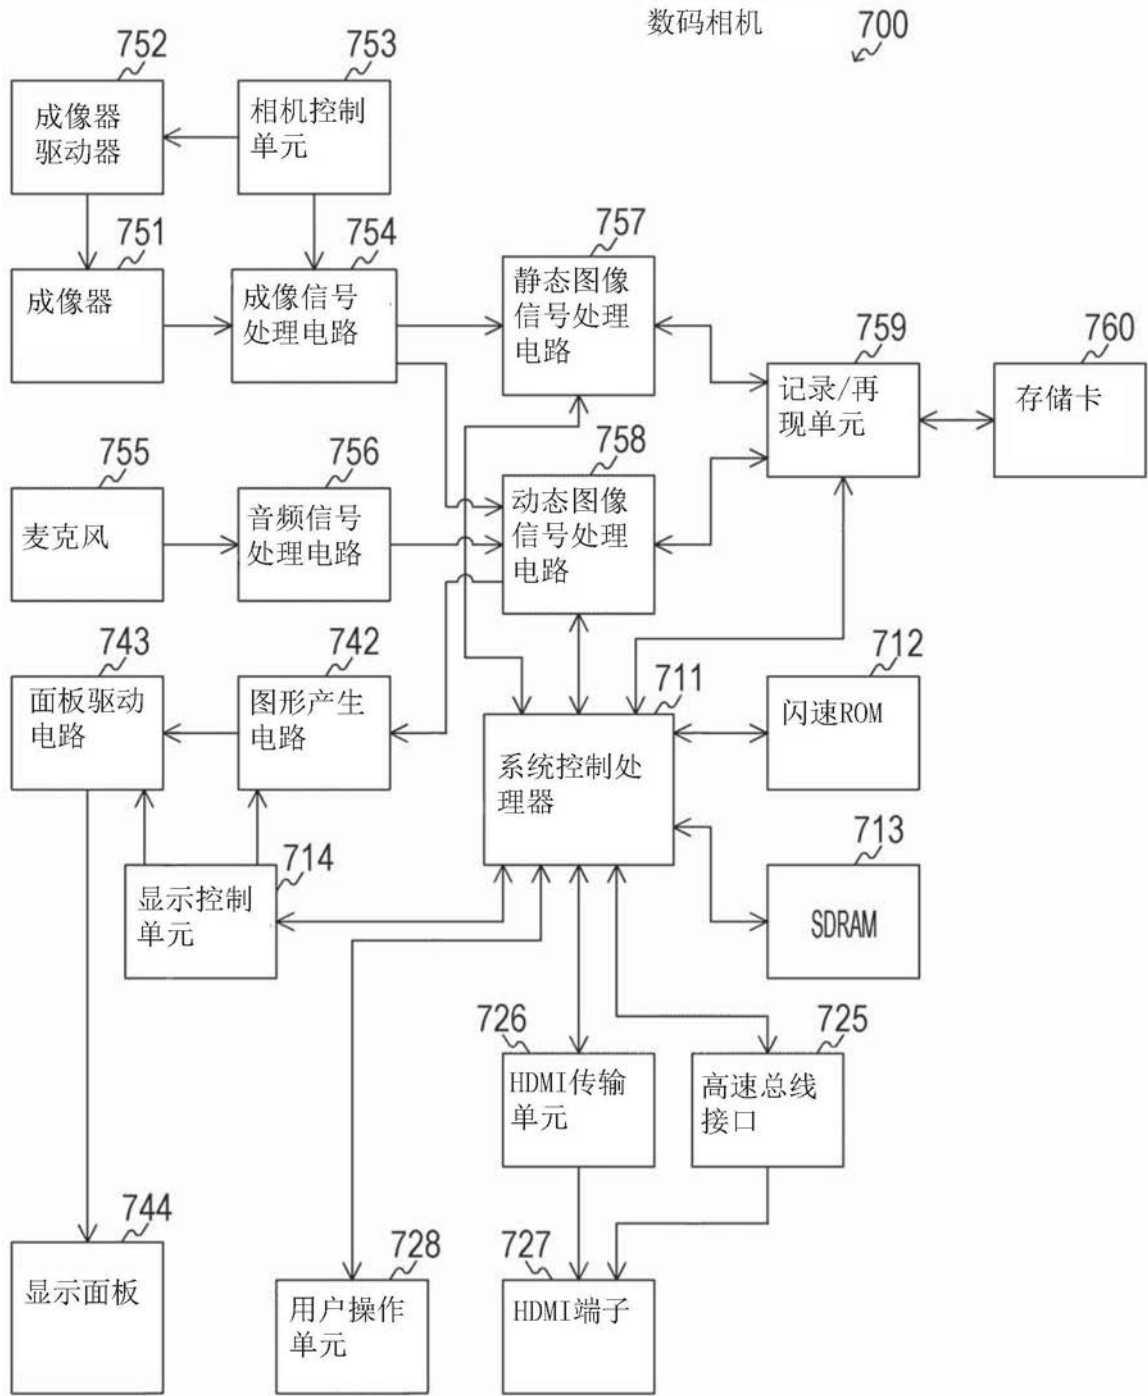 数码相机
700
752
753
成像器
驱动器
相机控制
单元
751
754
757
成像器
成像信号
处理电路
静态图像
信号处理
电路
759
760
记录/再
现单元
存储卡
755
756
758
麦克风
音频信号
处理电路
动态图像
信号处理
电路
743
742
711
712
面板驱动
电路
图形产生
电路
系统控制处
理器
闪速ROM
714
713
显示控制
单元
SDRAM
726
725
HDMI传输
单元
高速总线
接口
744
728
727
显示面板
用户操作
单元
HDMI端子